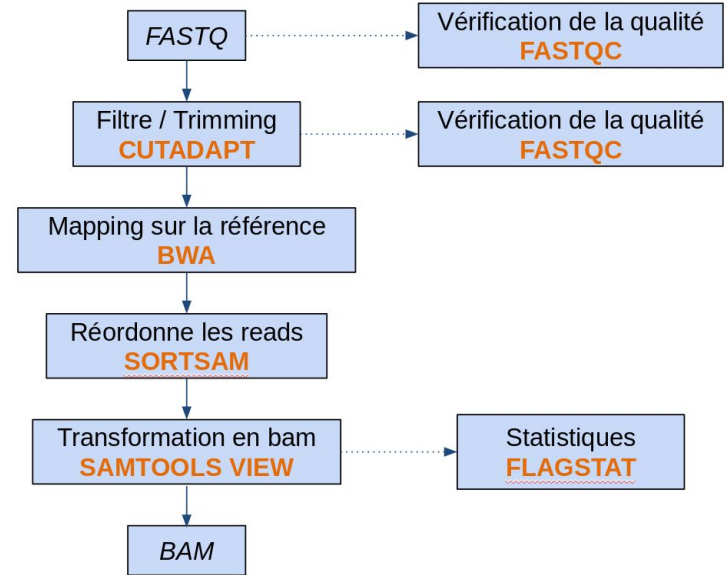 FASTQ
Vérification de la qualité
FASTQC
Filtre / Trimming
CUTADAPT
Vérification de la qualité
FASTQC
Mapping sur la référence
BWA
Réordonne les reads
SORTSAM
Transformation en bam
SAMTOOLS VIEW
Statistiques
FLAGSTAT
BAM